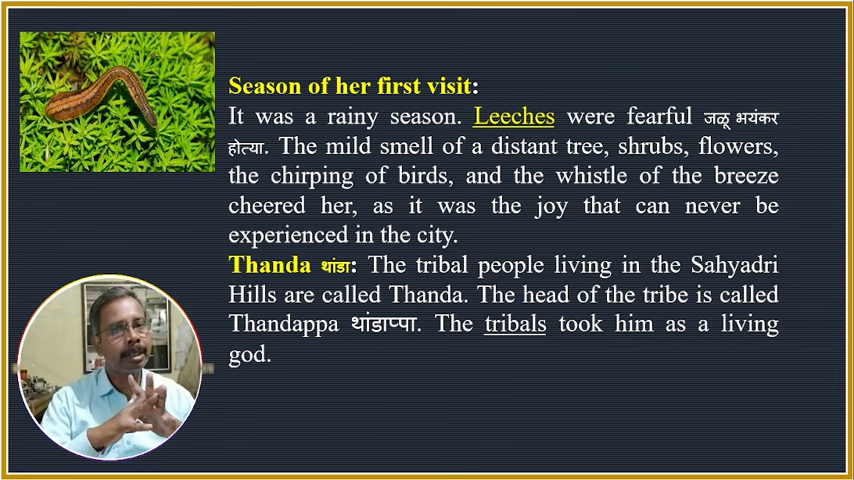 Season of her first visit:
It was a rainy season. Leeches were fearful जळू भयंकर
होत्या. The mild smell of a distant tree, shrubs, flowers,
the chirping of birds, and the whistle of the breeze
cheered her, as it was the joy that can never be
experienced in the city.
Thanda थांडा: The tribal people living in the Sahyadri
Hills are called Thanda. The head of the tribe is called
Thandappa थांडाप्पा. The tribals took him as a living
god.